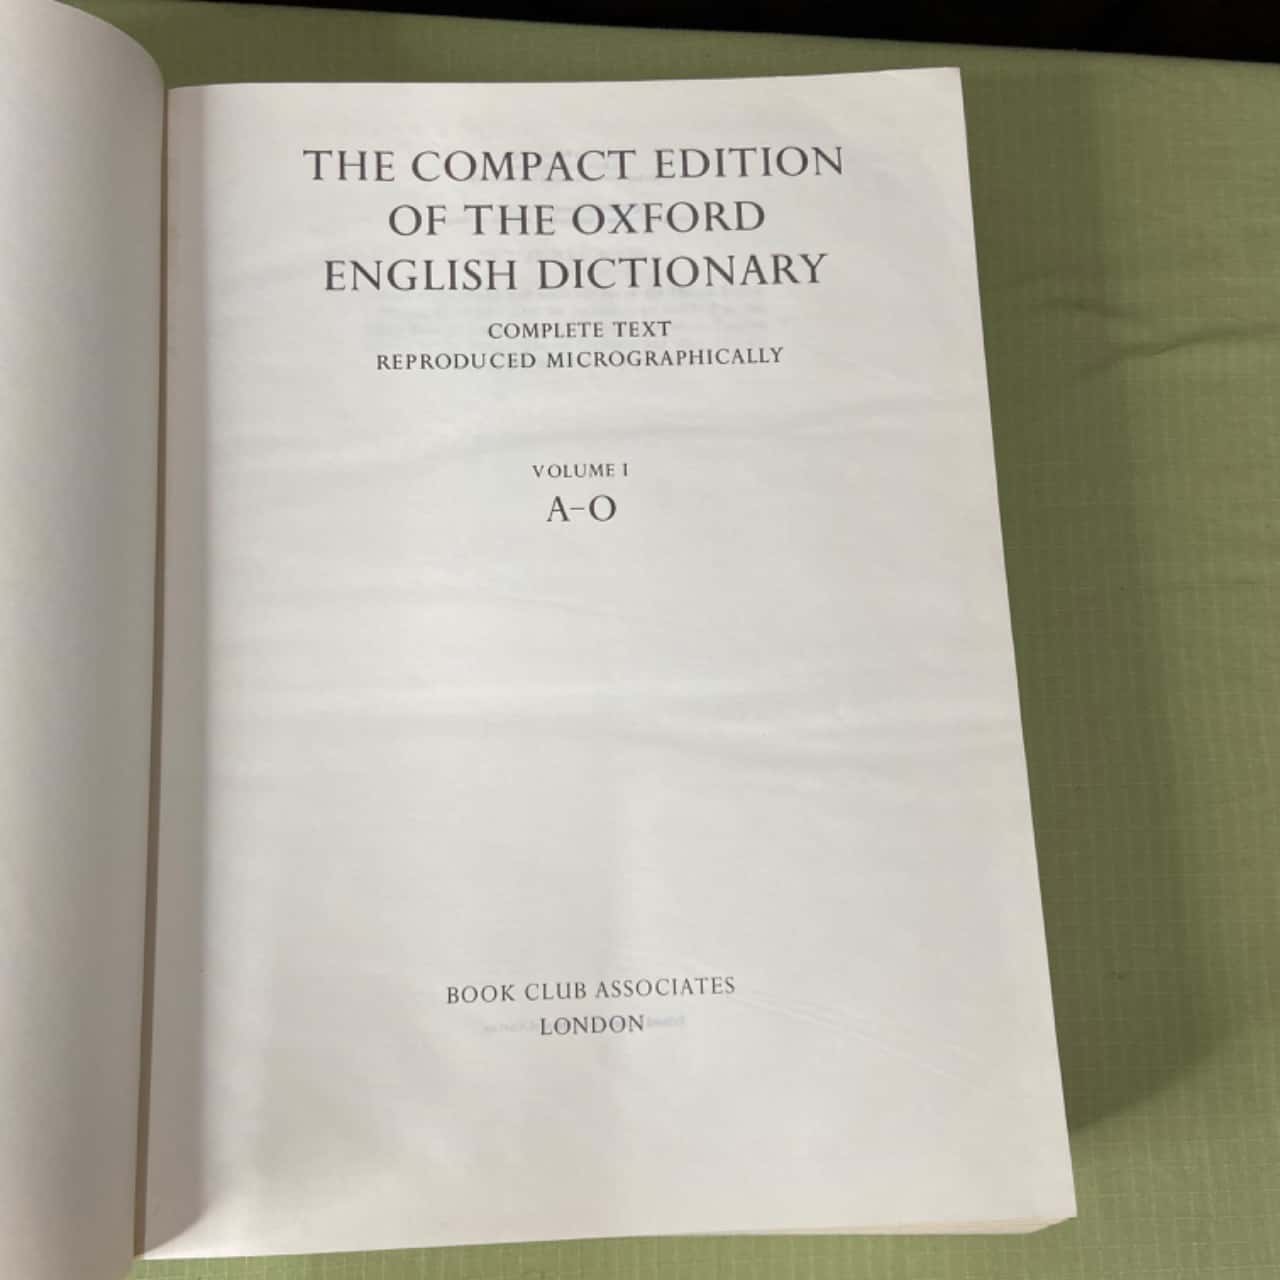 THE COMPACT EDITION
OF THE OXFORD
ENGLISH DICTIONARY
COMPLETE TEXT
REPRODUCED MICROGRAPHICALLY
VOLUME I
A–O
BOOK CLUB ASSOCIATES
LONDON